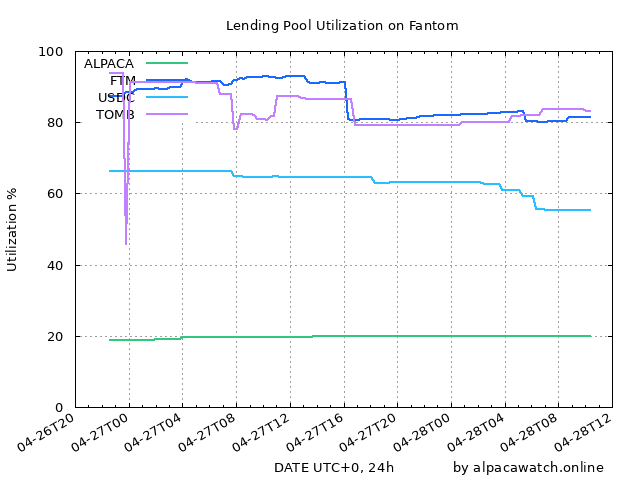 Lending Pool Utilization on Fantom
Utilization %
100
80
60
40
20
0
ALPACA
FTM
USDC
TOMB
04-26T20
04-27T00
04-27T04
04-27T08
04-27T12
04-27T16
04-27T20
04-28T00
04-28T04
04-28T08
04-28T12
DATE UTC+0, 24h
by alpacawatch.online